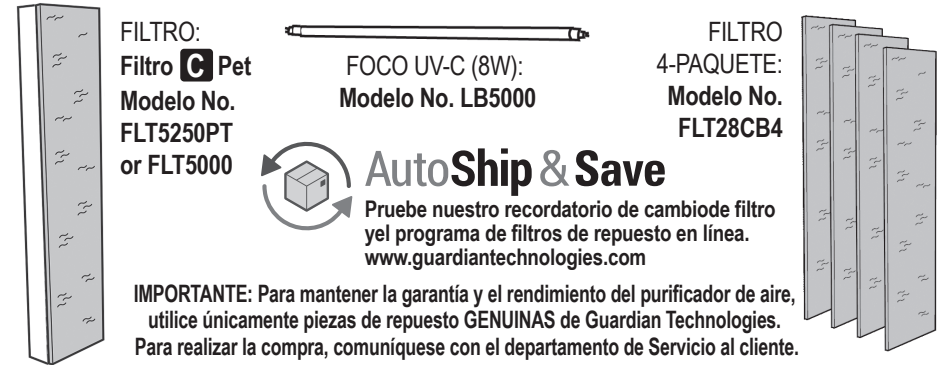 FILTRO:
Filtro C Pet
Modelo No.
FLT5250PT
or FLT5000
FOCO UV-C (8W):
Modelo No. LB5000
FILTRO
4-PAQUETE:
Modelo No.
FLT28CB4
AutoShip & Save
Pruebe nuestro recordatorio de cambiode filtro
yel programa de filtros de repuesto en línea.
www.guardiantechnologies.com
IMPORTANTE: Para mantener la garantía y el rendimiento del purificador de aire,
utilice únicamente piezas de repuesto GENUINAS de Guardian Technologies.
Para realizar la compra, comuníquese con el departamento de Servicio al cliente.